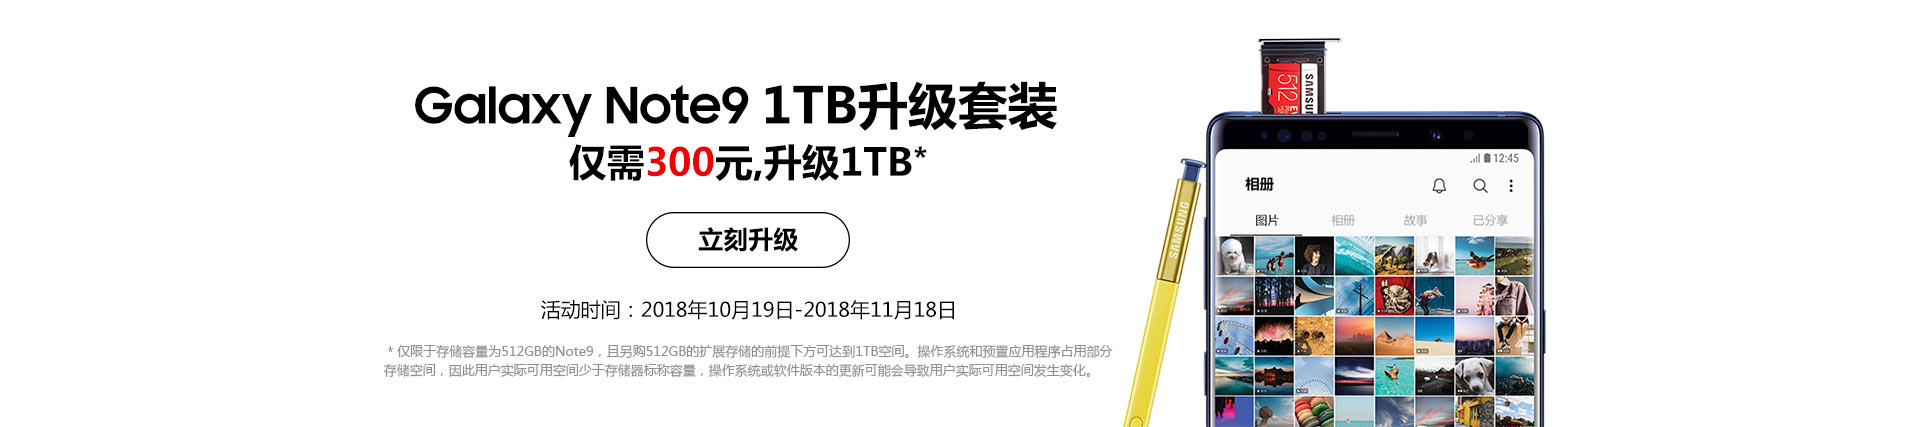 Galaxy Note9 1TB升级套装
仅需300元,升级1TB*
立刻升级
活动时间：2018年10月19日-2018年11月18日
* 仅限于存储容量为512GB的Note9，且另购512GB的扩展存储的前提下方可达到1TB空间。操作系统和预置应用程序占用部分
存储空间，因此用户实际可用空间少于存储器标称容量，操作系统或软件版本的更新可能会导致用户实际可用空间发生变化。
SAMSUNG
512
SAMSU
12:45
相册
图片 相册 故事 已分享